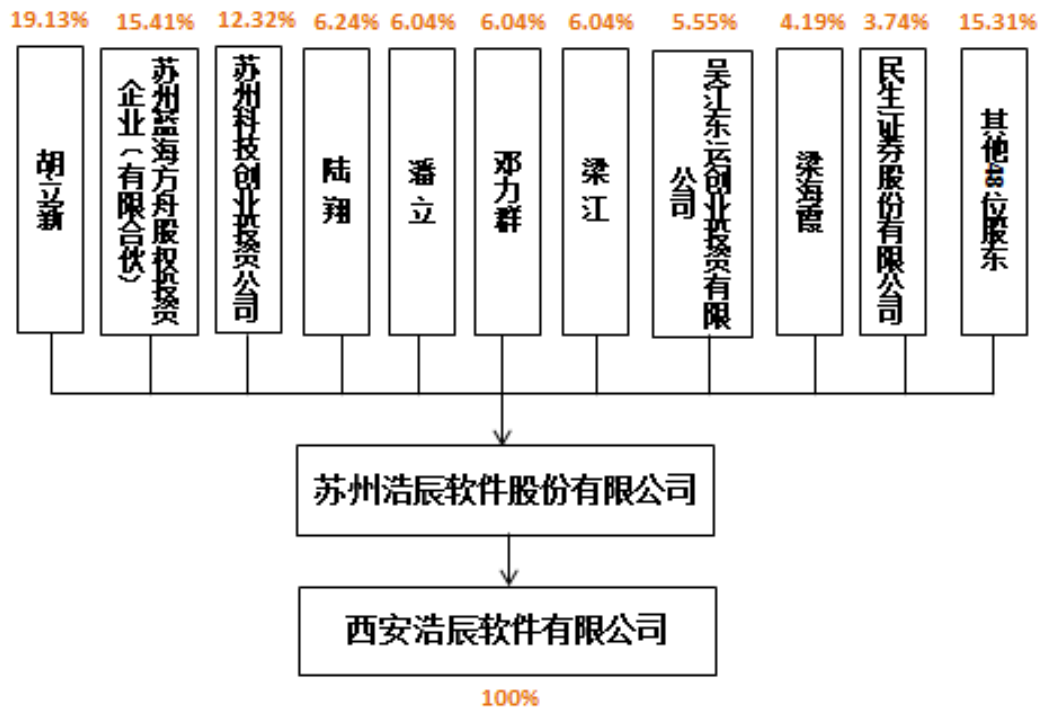 19.13%
15.41%
12.32%
6.24%
6.04%
6.04%
6.04%
5.55%
4.19%
3.74%
15.31%
胡立新
苏州蓝海方舟股权投资
企业（有限合伙）
苏州科技创业投资公司
陆翔
潘立
邓力群
梁江
吴江东运创业投资有限
公司
梁海霞
民生证券股份有限公司
其他48位股东
苏州浩辰软件股份有限公司
西安浩辰软件有限公司
100%